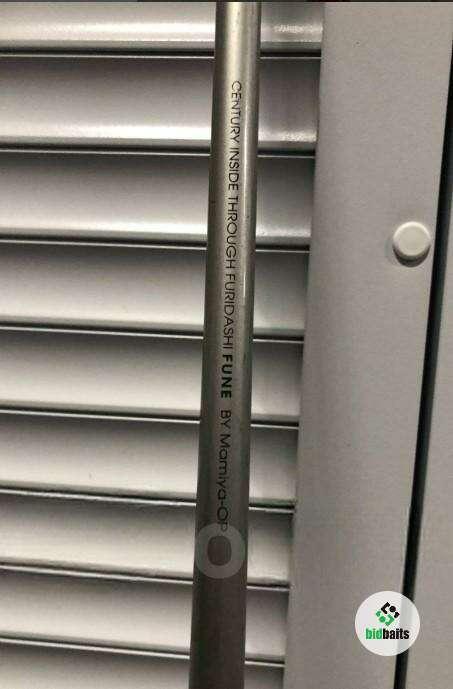 CENTURY INSIDE THROUGH FURIDASHI FUNE BY Mamiya-OP
bidbaits